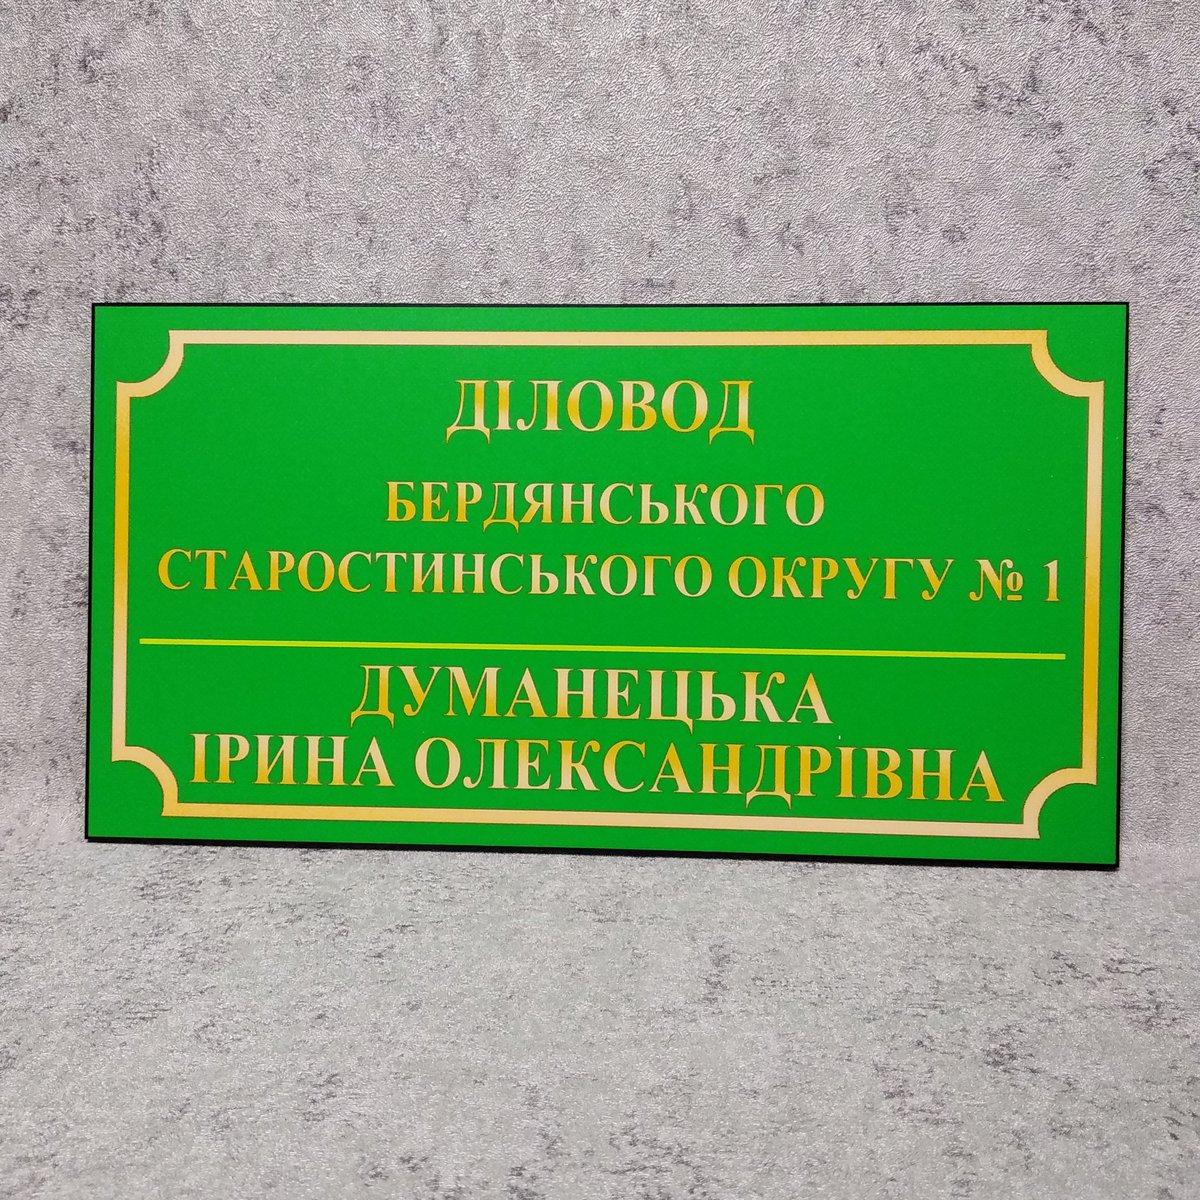 ДІЛОВОД
БЕРДЯНСЬКОГО
СТАРОСТИНСЬКОГО ОКРУГУ № 1
ДУМАНЕЦЬКА
ІРИНА ОЛЕКСАНДРІВНА